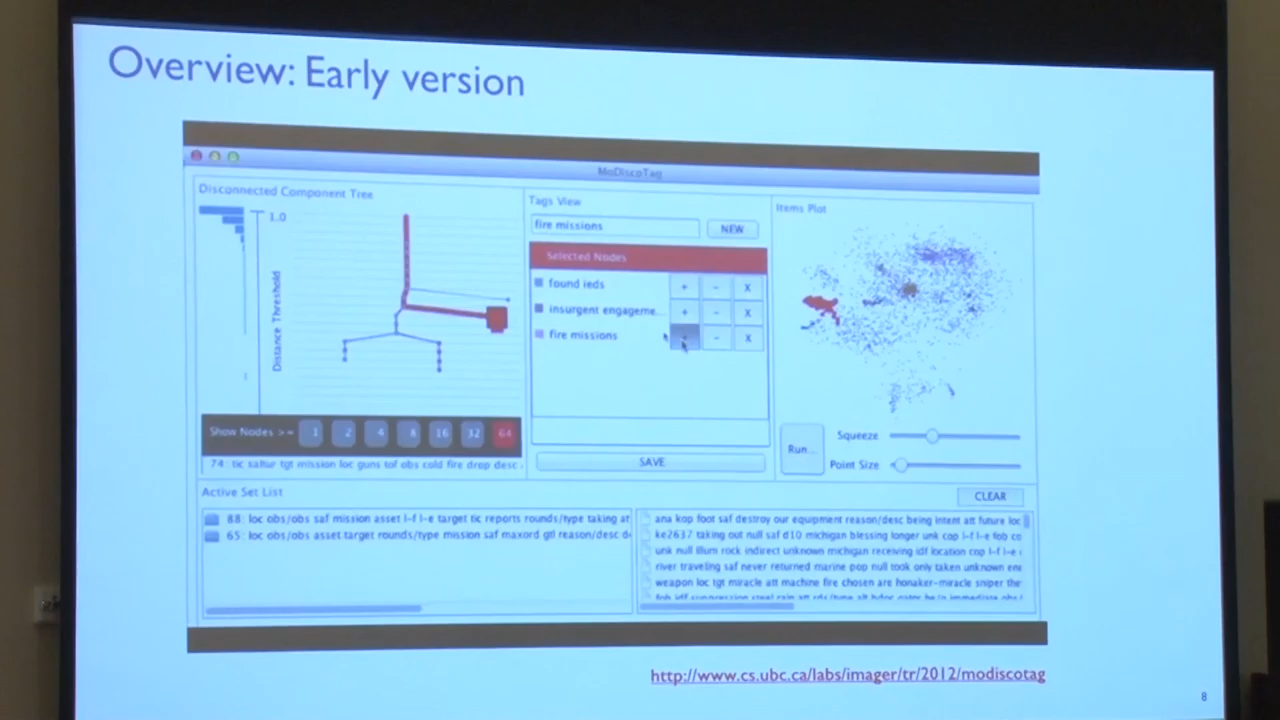 Overview: Early version
MoDiscoTag
Disconnected Component Tree
1.0
Distance Threshold
Show Nodes >= 1 2 4 8 16 32 64
74: tic saltur tgt mission loc guns tof obs cold fire drop desc
Tags View
fire missions NEW
Selected Nodes
found ieds + - X
insurgent engageme... + - X
fire missions - X
SAVE
Items Plot
Run...
Squeeze
Point Size
Active Set List
CLEAR
88: loc obs/obs saf mission asset l-f l-e target tic reports rounds/type taking at
65: loc obs/obs asset target rounds/type mission saf maxord gtl reason/desc d
ana kop foot saf destroy our equipment reason/desc being intent att future loc
ke2637 taking out null saf d10 michigan blessing longer unk cop l-f l-e fob co
unk null illum rock indirect unknown michigan receiving idf location cop l-f l-e
river traveling saf never returned marine pop null took only taken unknown ene
weapon loc tgt miracle att machine fire chosen are honaker-miracle sniper the
fob idf suppression steel rain att
http://www.cs.ubc.ca/labs/imager/tr/2012/modiscotag
8